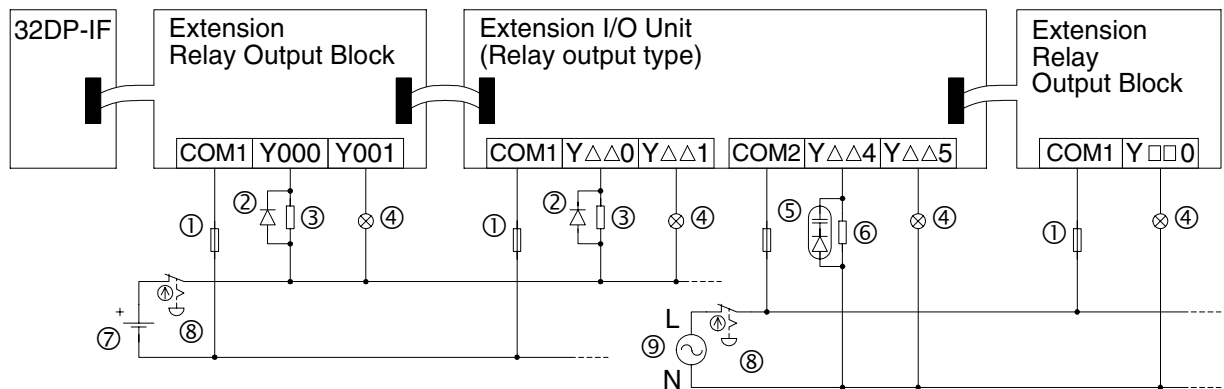 32DP-IF
Extension
Relay Output Block
Extension I/O Unit
(Relay output type)
Extension
Relay
Output Block
COM1 Y000 Y001
COM1 Y△△0 Y△△1
COM2 Y△△4 Y△△5
COM1 Y□□0
① ② ③ ④
① ② ③ ④
⑤ ⑥ ④
① ④
+
⑦ ⑧
L
⑨ ⑧
N